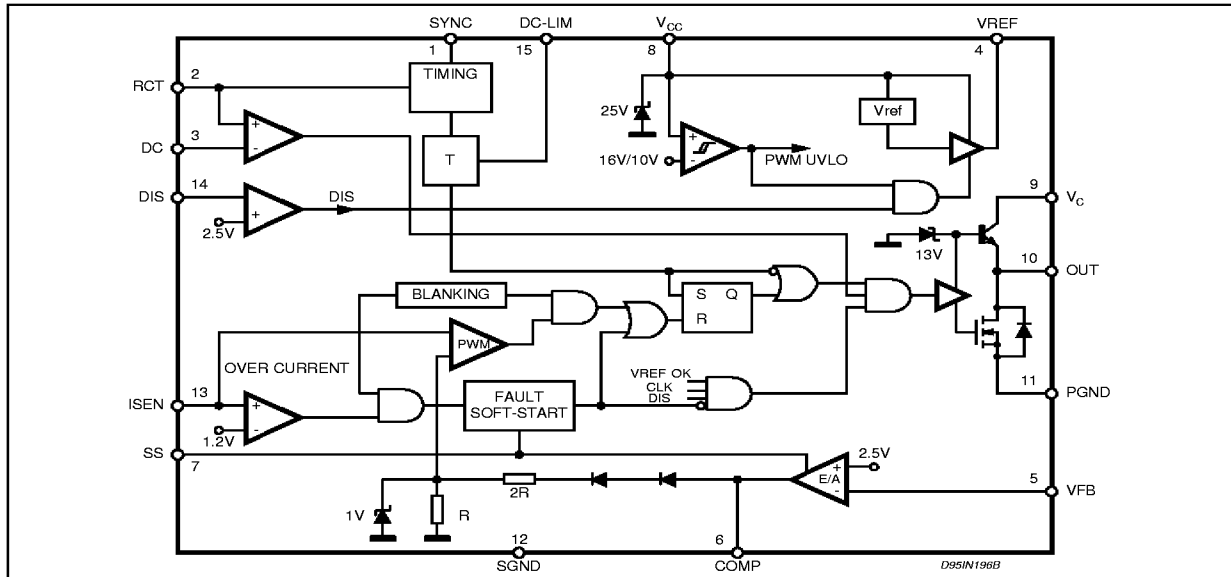 SYNC DC-LIM VCC VREF
1 15 8 4
RCT 2 TIMING
25V Vref
DC 3 + -
T + -
16V/10V PWM UVLO
DIS 14 DIS 9 VC
2.5V +
13V
10 OUT
BLANKING S Q
R
PWM
OVER CURRENT
VREF OK
CLK
DIS
11 PGND
ISEN 13 + - FAULT
SOFT-START
1.2V
SS 7
2.5V
2R E/A + - 5 VFB
1V R
12 6
SGND COMP D95IN196B